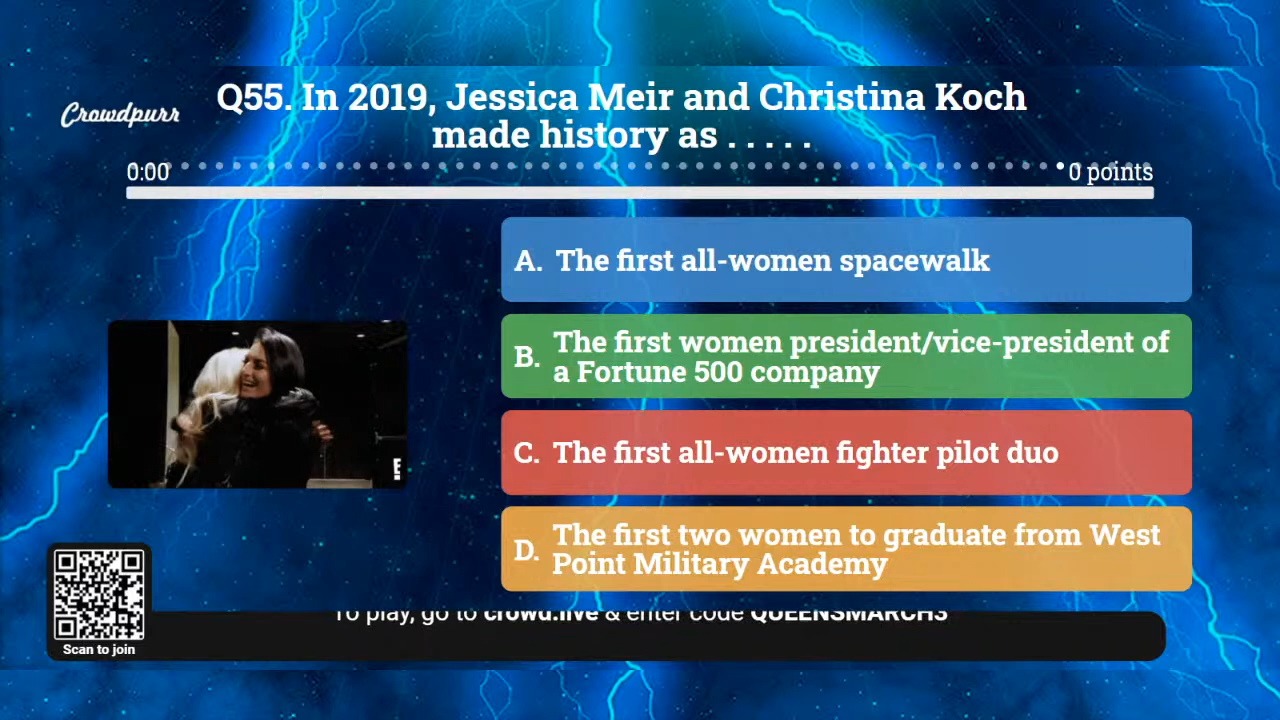 Crowdpurr
Q55. In 2019, Jessica Meir and Christina Koch
made history as . . . . .
0:00
0 points
A. The first all-women spacewalk
B. The first women president/vice-president of
a Fortune 500 company
C. The first all-women fighter pilot duo
D. The first two women to graduate from West
Point Military Academy
E
To play, go to crowd.live & enter code QUEENSMARCH3
Scan to join